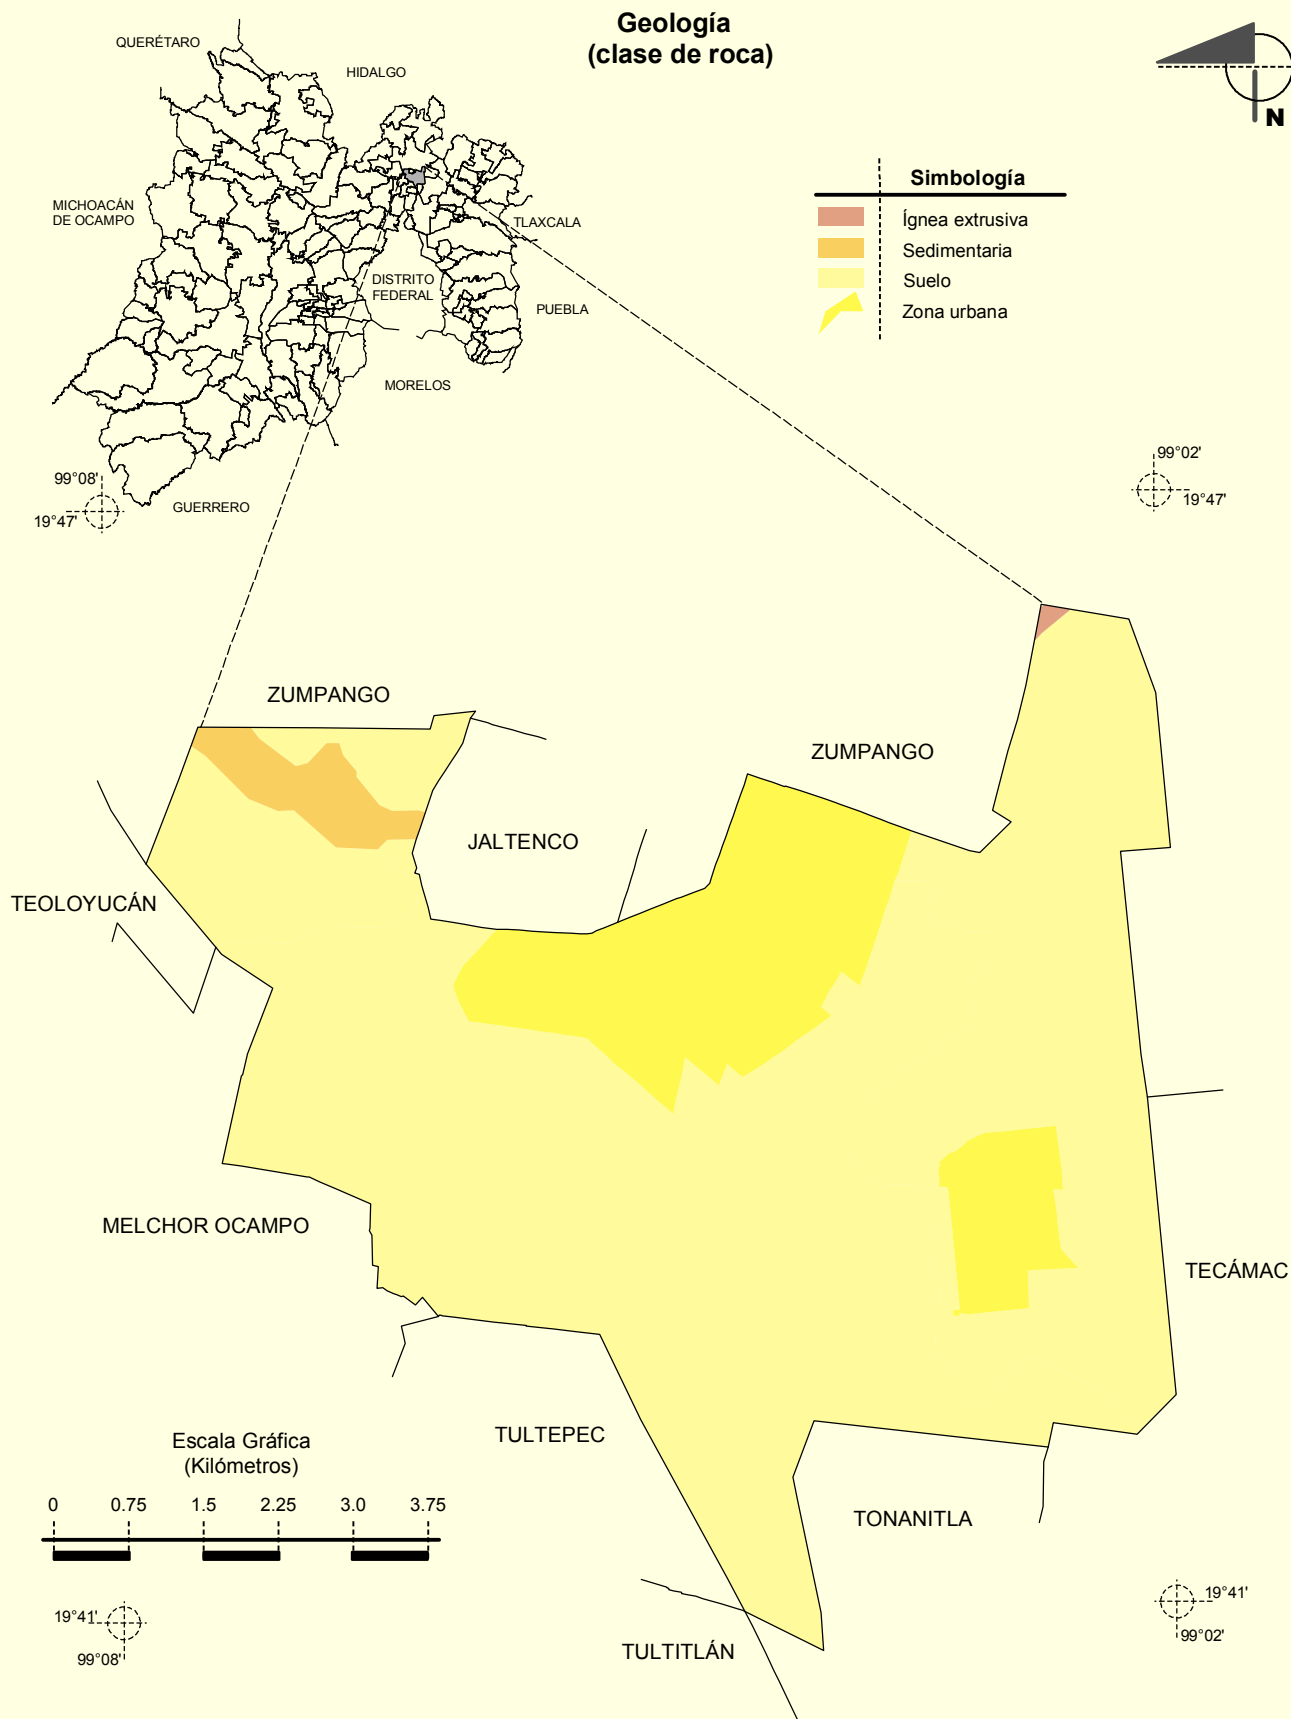 Geología
(clase de roca)
QUERÉTARO
HIDALGO
N
MICHOACÁN
DE OCAMPO
TLAXCALA
DISTRITO
FEDERAL
PUEBLA
MORELOS
GUERRERO
Simbología
Ígnea extrusiva
Sedimentaria
Suelo
Zona urbana
99°08'
19°47'
99°02'
19°47'
ZUMPANGO
ZUMPANGO
JALTENCO
TEOLOYUCÁN
MELCHOR OCAMPO
TECÁMAC
TULTEPEC
TONANITLA
TULTITLÁN
Escala Gráfica
(Kilómetros)
0 0.75 1.5 2.25 3.0 3.75
19°41'
99°08'
19°41'
99°02'